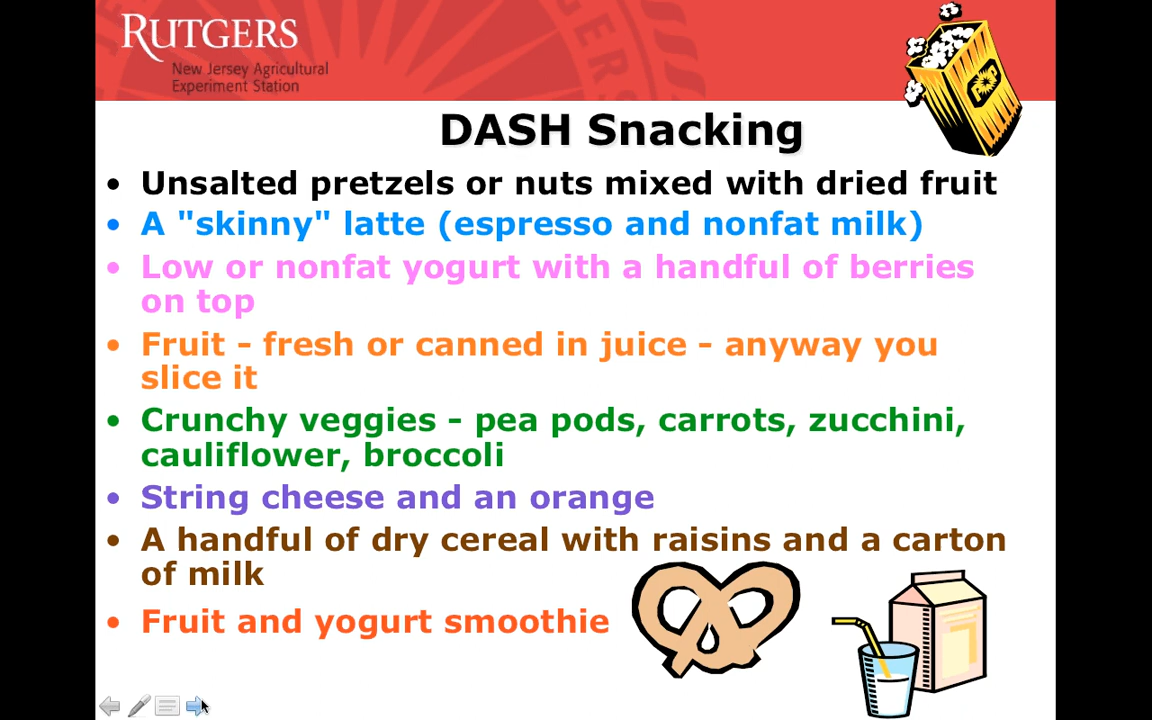 RUTGERS
New Jersey Agricultural
Experiment Station
POP
DASH Snacking
• Unsalted pretzels or nuts mixed with dried fruit
• A "skinny" latte (espresso and nonfat milk)
• Low or nonfat yogurt with a handful of berries
on top
• Fruit - fresh or canned in juice - anyway you
slice it
• Crunchy veggies - pea pods, carrots, zucchini,
cauliflower, broccoli
• String cheese and an orange
• A handful of dry cereal with raisins and a carton
of milk
• Fruit and yogurt smoothie